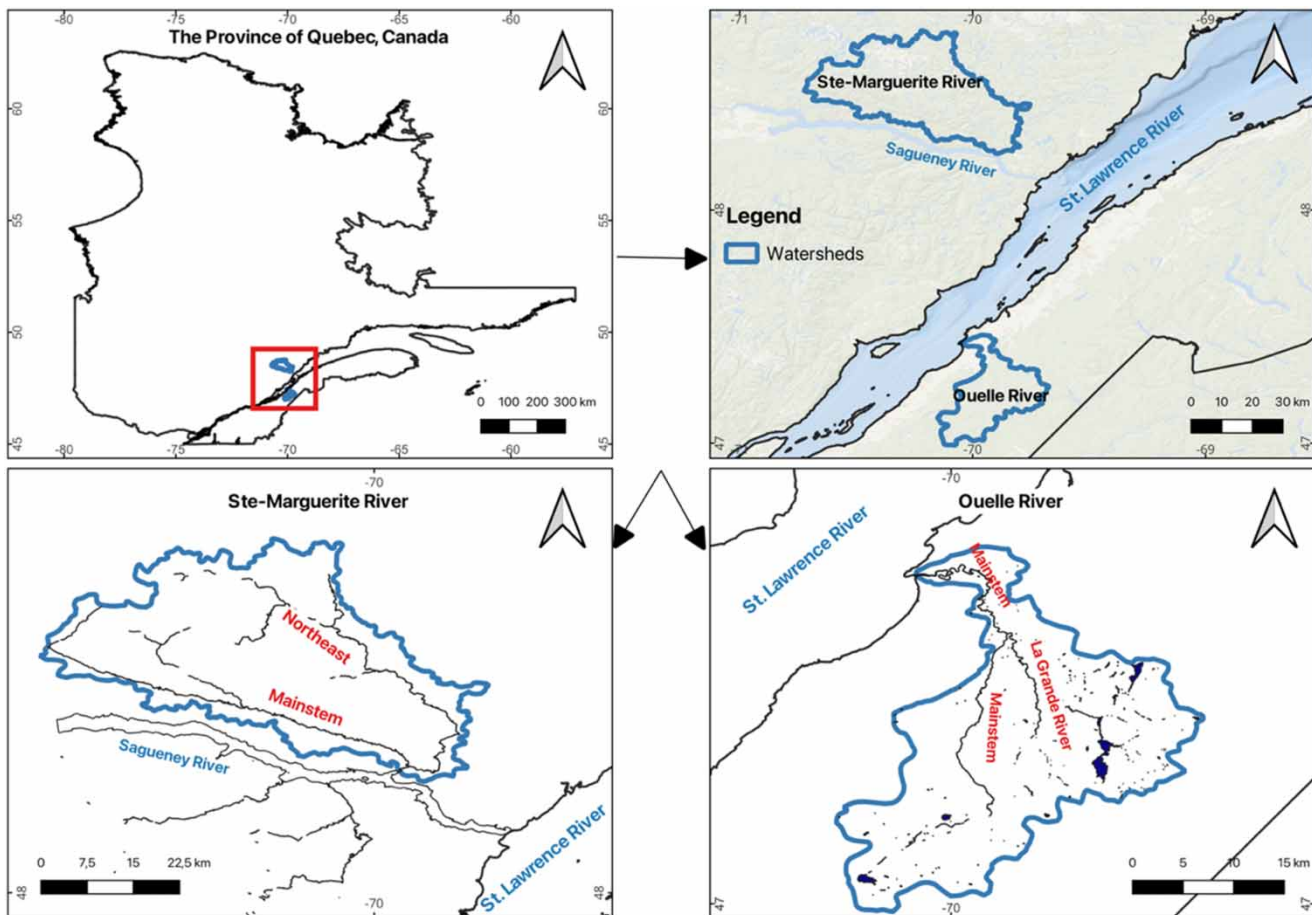 -80
-75
-70
-65
-60
The Province of Quebec, Canada
60
55
50
45
0 100 200 300 km
-80
-75
-70
-65
-60
-71
-70
-69
Ste-Marguerite River
Sagueney River
St. Lawrence River
48
48
Legend
Watersheds
Ouelle River
0 10 20 30 km
47
47
-71
-70
-69
-70
Ste-Marguerite River
Northeast
Mainstem
Sagueney River
St. Lawrence River
0 7,5 15 22,5 km
48
48
-70
-70
Ouelle River
St. Lawrence River
Mainstem
La Grande River
Mainstem
0 5 10 15 km
47
-70